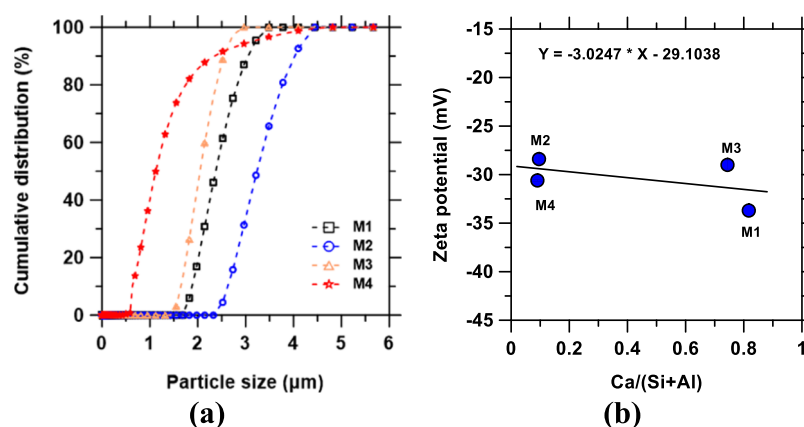 100
80
60
40
20
0
0
1
2
3
4
5
6
Cumulative distribution (%)
Particle size (µm)
M1
M2
M3
M4
(a)
-15
-20
-25
-30
-35
-40
-45
0
0.2
0.4
0.6
0.8
1
Zeta potential (mV)
Ca/(Si+Al)
Y = -3.0247 * X - 29.1038
M2
M3
M4
M1
(b)